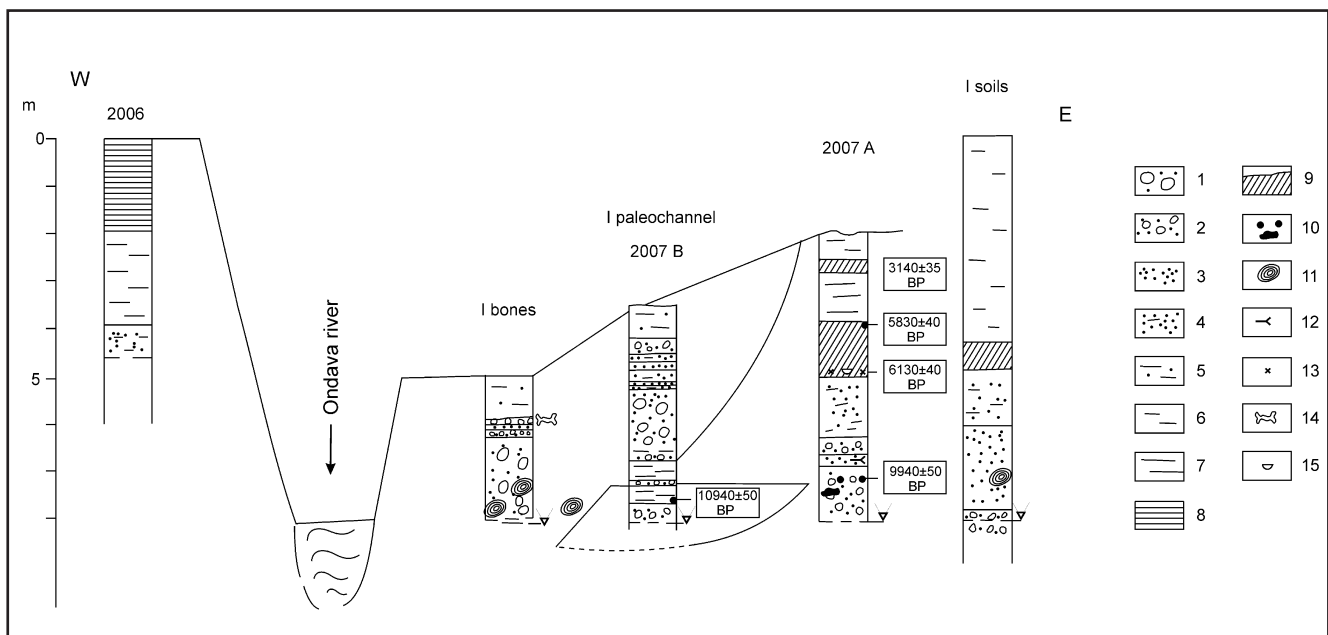 W
m
2006
0
5
Ondava river
I bones
I paleochannel
2007 B
10940±50
BP
2007 A
3140±35
BP
5830±40
BP
6130±40
BP
9940±50
BP
I soils
E
1
2
3
4
5
6
7
8
9
10
11
12
13
14
15